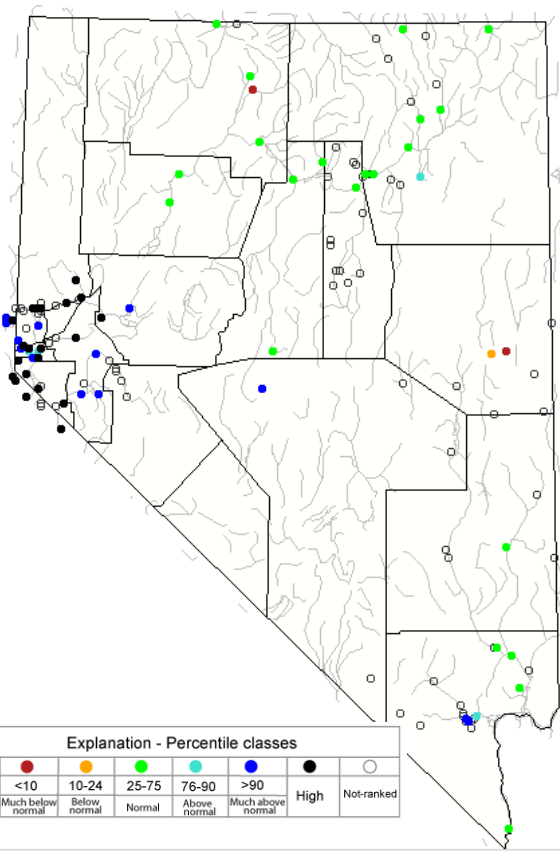 Explanation - Percentile classes
<10 10-24 25-75 76-90 >90 High Not-ranked
Much below normal Below normal Normal Above normal Much above normal